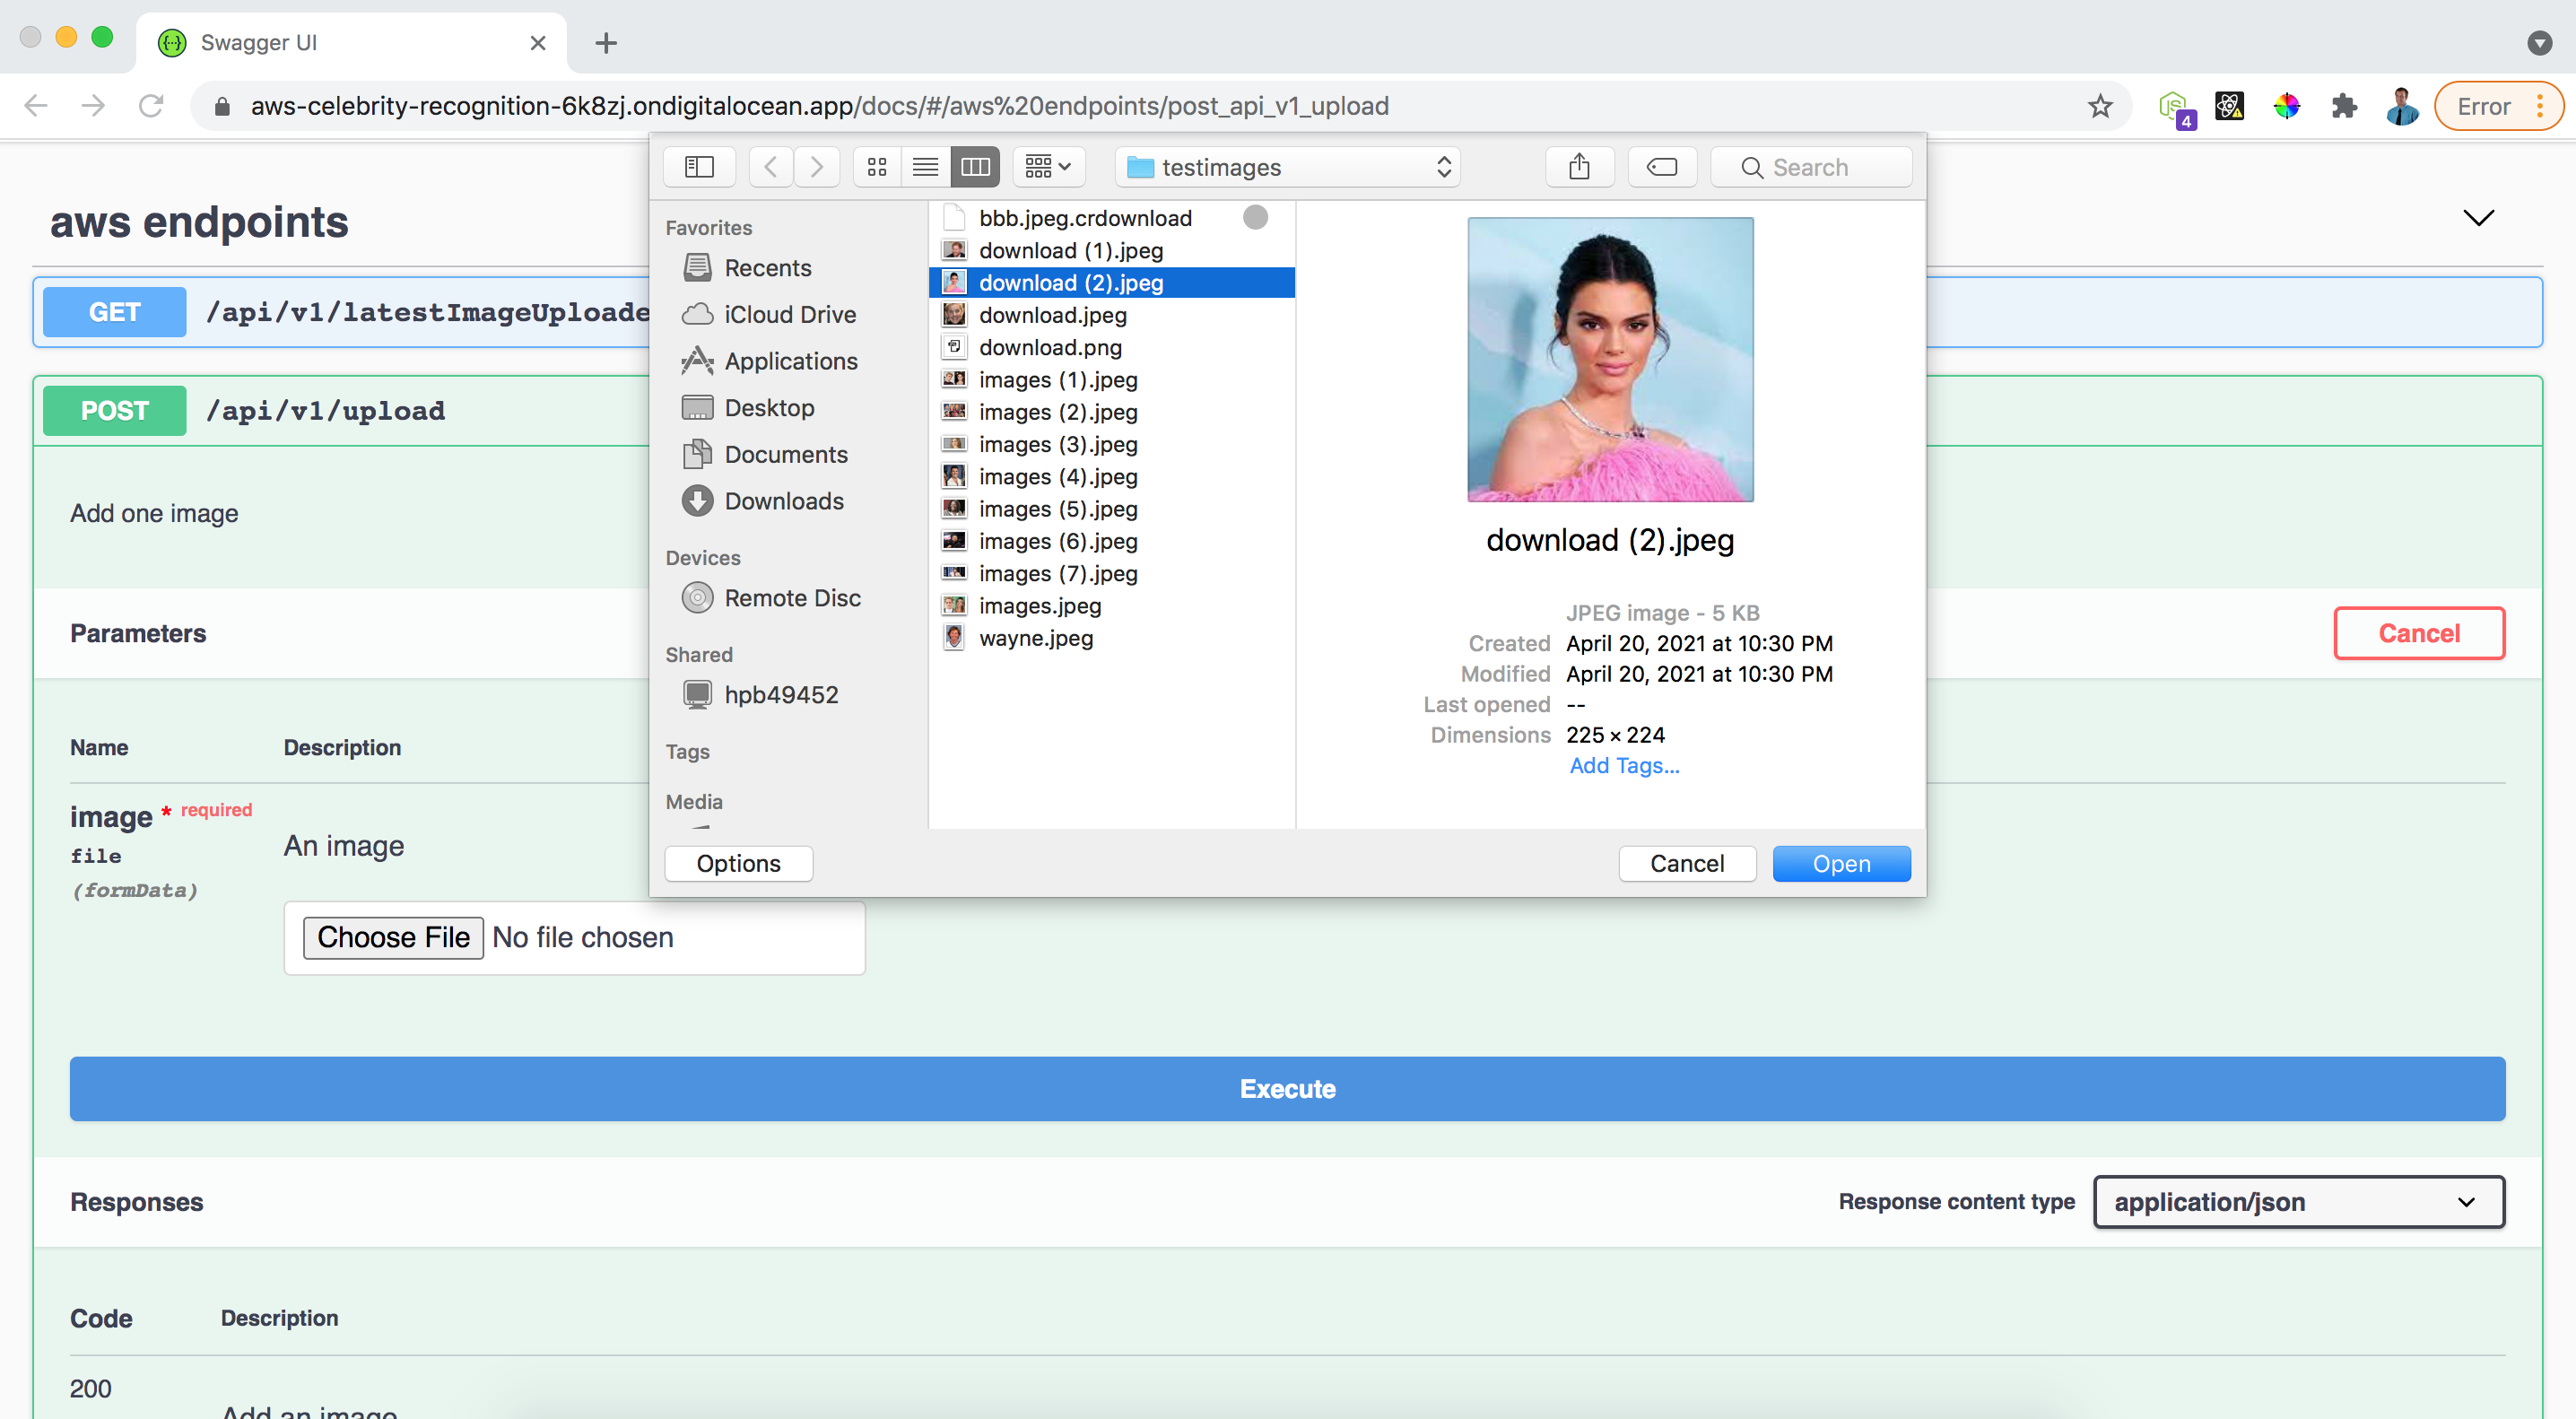 Swagger UI
aws-celebrity-recognition-6k8zj.ondigitalocean.app/docs/#/aws%20endpoints/post_api_v1_upload
4
Error
testimages
Search
aws endpoints
GET /api/v1/latestImageUploade
POST /api/v1/upload
Add one image
Parameters
Cancel
Name Description
image * required
file
(formData)
An image
Choose File No file chosen
Execute
Responses
Response content type application/json
Code Description
200
Add an image
Favorites
Recents
iCloud Drive
Applications
Desktop
Documents
Downloads
Devices
Remote Disc
Shared
hpb49452
Tags
Media
bbb.jpeg.crdownload
download (1).jpeg
download (2).jpeg
download.jpeg
download.png
images (1).jpeg
images (2).jpeg
images (3).jpeg
images (4).jpeg
images (5).jpeg
images (6).jpeg
images (7).jpeg
images.jpeg
wayne.jpeg
download (2).jpeg
JPEG image - 5 KB
Created April 20, 2021 at 10:30 PM
Modified April 20, 2021 at 10:30 PM
Last opened --
Dimensions 225 × 224
Add Tags...
Options
Cancel Open